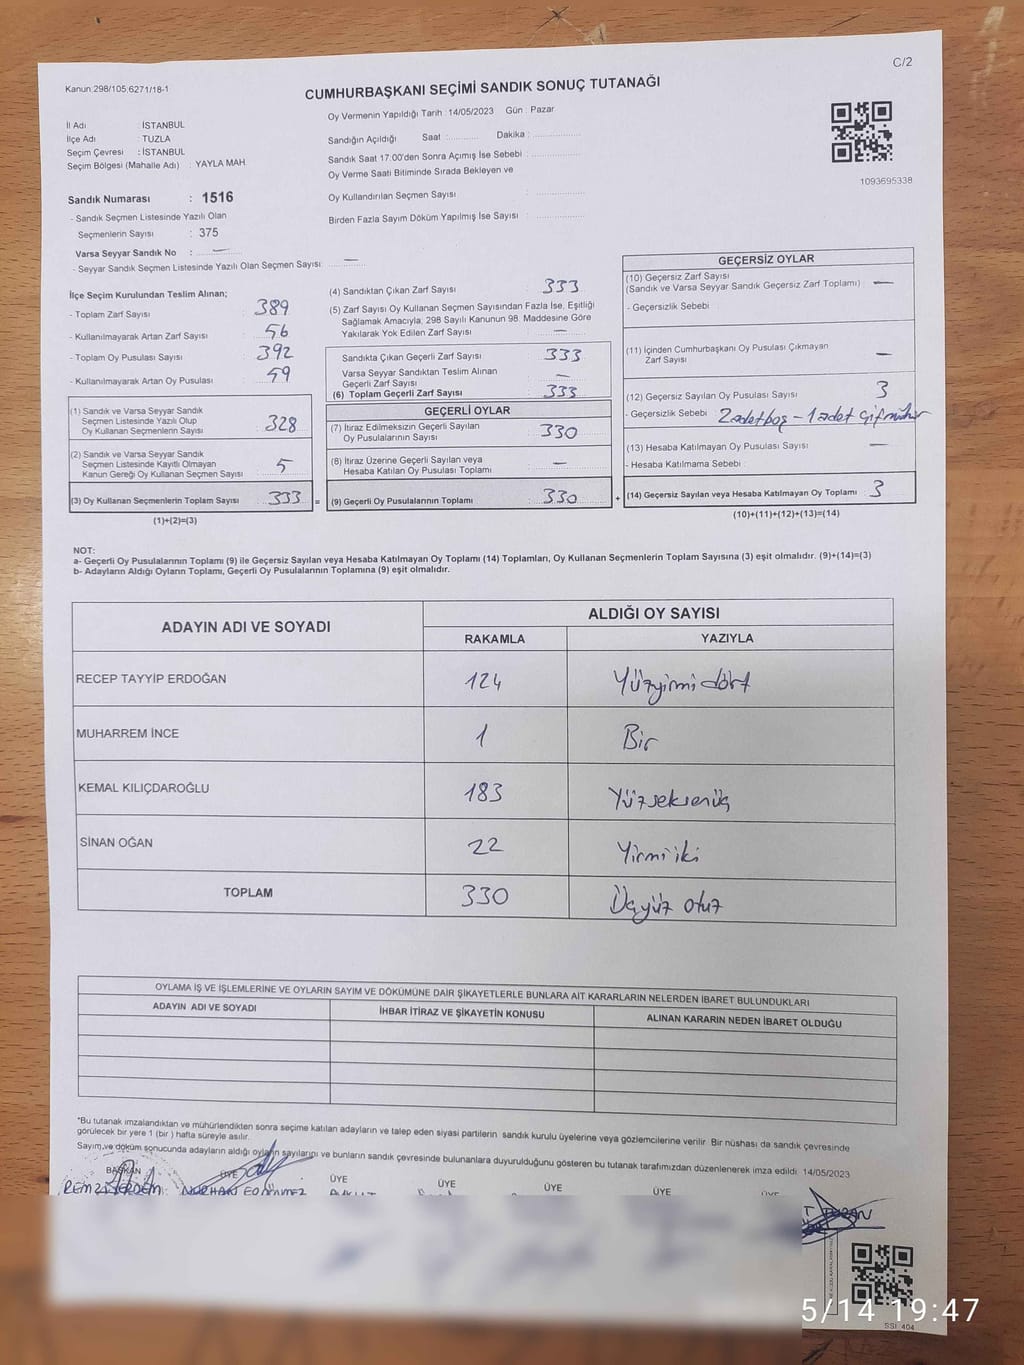 C/2
Kanun:298/105;6271/18-1
CUMHURBAŞKANI SEÇİMİ SANDIK SONUÇ TUTANAĞI
Oy Vermenin Yapıldığı Tarih : 14/05/2023 Gün : Pazar
İl Adı İSTANBUL
İlçe Adı : TUZLA
Seçim Çevresi : İSTANBUL
Seçim Bölgesi (Mahalle Adı) : YAYLA MAH
Sandığın Açıldığı Saat : Dakika :
Sandık Saat 17:00'den Sonra Açımış İse Sebebi :
Oy Verme Saati Bitiminde Sırada Bekleyen ve
Oy Kullandırılan Seçmen Sayısı :
Birden Fazla Sayım Döküm Yapılmış İse Sayısı :
1093695338
Sandık Numarası : 1516
- Sandık Seçmen Listesinde Yazılı Olan
Seçmenlerin Sayısı : 375
Varsa Seyyar Sandık No : —
- Seyyar Sandık Seçmen Listesinde Yazılı Olan Seçmen Sayısı: —
İlçe Seçim Kurulundan Teslim Alınan;
- Toplam Zarf Sayısı 389
- Kullanılmayarak Artan Zarf Sayısı : 56
- Toplam Oy Pusulası Sayısı 392
- Kullanılmayarak Artan Oy Pusulası : 59
(1) Sandık ve Varsa Seyyar Sandık
Seçmen Listesinde Yazılı Olup
Oy Kullanan Seçmenlerin Sayısı : 328
(2) Sandık ve Varsa Seyyar Sandık
Seçmen Listesinde Kayıtlı Olmayan
Kanun Gereği Oy Kullanan Seçmen Sayısı : 5
(3) Oy Kullanan Seçmenlerin Toplam Sayısı : 333 =
(1)+(2)=(3)
(4) Sandıktan Çıkan Zarf Sayısı : 333
(5) Zarf Sayısı Oy Kullanan Seçmen Sayısından Fazla İse, Eşitliği
Sağlamak Amacıyla, 298 Sayılı Kanunun 98. Maddesine Göre
Yakılarak Yok Edilen Zarf Sayısı : —
Sandıkta Çıkan Geçerli Zarf Sayısı : 333
Varsa Seyyar Sandıktan Teslim Alınan
Geçerli Zarf Sayısı : —
(6) Toplam Geçerli Zarf Sayısı : 333
GEÇERLİ OYLAR
(7) İtiraz Edilmeksizin Geçerli Sayılan
Oy Pusulalarının Sayısı : 330
(8) İtiraz Üzerine Geçerli Sayılan veya
Hesaba Katılan Oy Pusulası Toplamı : —
(9) Geçerli Oy Pusulalarının Toplamı : 330 +
GEÇERSİZ OYLAR
(10) Geçersiz Zarf Sayısı
(Sandık ve Varsa Seyyar Sandık Geçersiz Zarf Toplamı) : —
- Geçersizlik Sebebi
(11) İçinden Cumhurbaşkanı Oy Pusulası Çıkmayan
Zarf Sayısı : —
(12) Geçersiz Sayılan Oy Pusulası Sayısı : 3
- Geçersizlik Sebebi : 2 adet boş - 1 adet çift mühür
(13) Hesaba Katılmayan Oy Pusulası Sayısı : —
- Hesaba Katılmama Sebebi :
(14) Geçersiz Sayılan veya Hesaba Katılmayan Oy Toplamı : 3
(10)+(11)+(12)+(13)=(14)
NOT:
a- Geçerli Oy Pusulalarının Toplamı (9) ile Geçersiz Sayılan veya Hesaba Katılmayan Oy Toplamı (14) Toplamları, Oy Kullanan Seçmenlerin Toplam Sayısına (3) eşit olmalıdır. (9)+(14)=(3)
b- Adayların Aldığı Oyların Toplamı, Geçerli Oy Pusulalarının Toplamına (9) eşit olmalıdır.
ADAYIN ADI VE SOYADI ALDIĞI OY SAYISI
RAKAMLA YAZIYLA
RECEP TAYYİP ERDOĞAN 124 Yüzyirmi dört
MUHARREM İNCE 1 Bir
KEMAL KILIÇDAROĞLU 183 Yüzseksenüç
SİNAN OĞAN 22 Yirmi iki
TOPLAM 330 Üçyüz otuz
OYLAMA İŞ VE İŞLEMLERİNE VE OYLARIN SAYIM VE DÖKÜMÜNE DAİR ŞİKAYETLERLE BUNLARA AİT KARARLARIN NELERDEN İBARET BULUNDUKLARI
ADAYIN ADI VE SOYADI İHBAR İTİRAZ VE ŞİKAYETİN KONUSU ALINAN KARARIN NEDEN İBARET OLDUĞU
*Bu tutanak imzalandıktan ve mühürlendikten sonra seçime katılan adayların ve talep eden siyasi partilerin sandık kurulu üyelerine veya gözlemcilerine verilir. Bir nüshası da sandık çevresinde
görülecek bir yere 1 (bir ) hafta süreyle asılır.
Sayım ve döküm sonucunda adayların aldığı oyların sayılarını ve bunların sandık çevresinde bulunanlara duyurulduğunu gösteren bu tutanak tarafımızdan düzenlenerek imza edildi. 14/05/2023
BAŞKAN ÜYE ÜYE ÜYE ÜYE ÜYE ÜYE
NURHAN
5/14 19:47
SSİ: 404